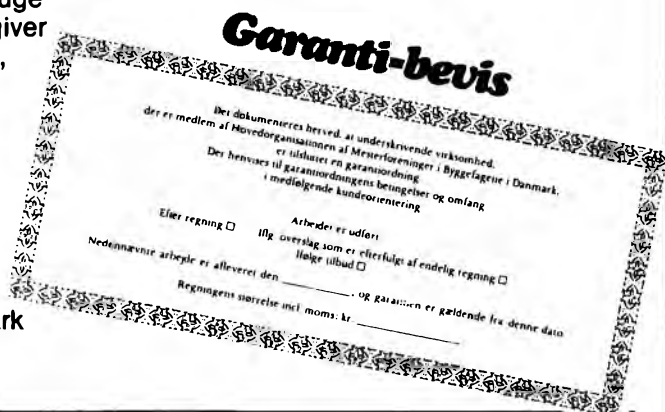 uge
giver
,
Garanti-bevis
Det dokumenteres herved, at underskrivende virksomhed,
der er medlem af Hovedorganisationen af Mesterforeninger i Byggefagene i Danmark,
er tilsluttet en garantiordning
Der henvises til garantiordningens betingelser og omfang
i medfølgende kundeorientering
Arbejdet er udført
Efter regning □ Iflg. overslag som er efterfulgt af endelig regning □
Ifølge tilbud □
Nedennævnte arbejde er afleveret den , og garantien er gældende fra denne dato
Regningens størrelse incl. moms: kr.
rk